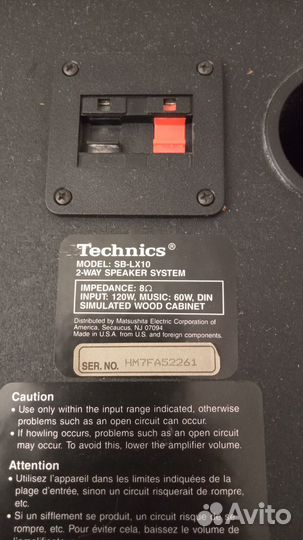 Technics®
MODEL: SB-LX10
2-WAY SPEAKER SYSTEM
IMPEDANCE: 8Ω
INPUT: 120W, MUSIC: 60W, DIN
SIMULATED WOOD CABINET
Distributed by Matsushita Electric Corporation of
America, Secaucus, NJ 07094
Made in U.S.A. from U.S. and foreign components.
SER. NO. HM7FA52261
Caution
• Use only within the input range indicated, otherwise
problems such as an open circuit can occur.
• If howling occurs, problems such as an open circuit
may occur. To avoid this, lower the amplifier volume.
Attention
• Utilisez l'appareil dans les limites indiquées de la
plage d'entrée, sinon un circuit risquerait de rompre,
etc.
• Si un sifflement se produit, un circuit risque de se
rompre, etc. Pour éviter cela, baissez le volume de
l'amplificateur.
Avito